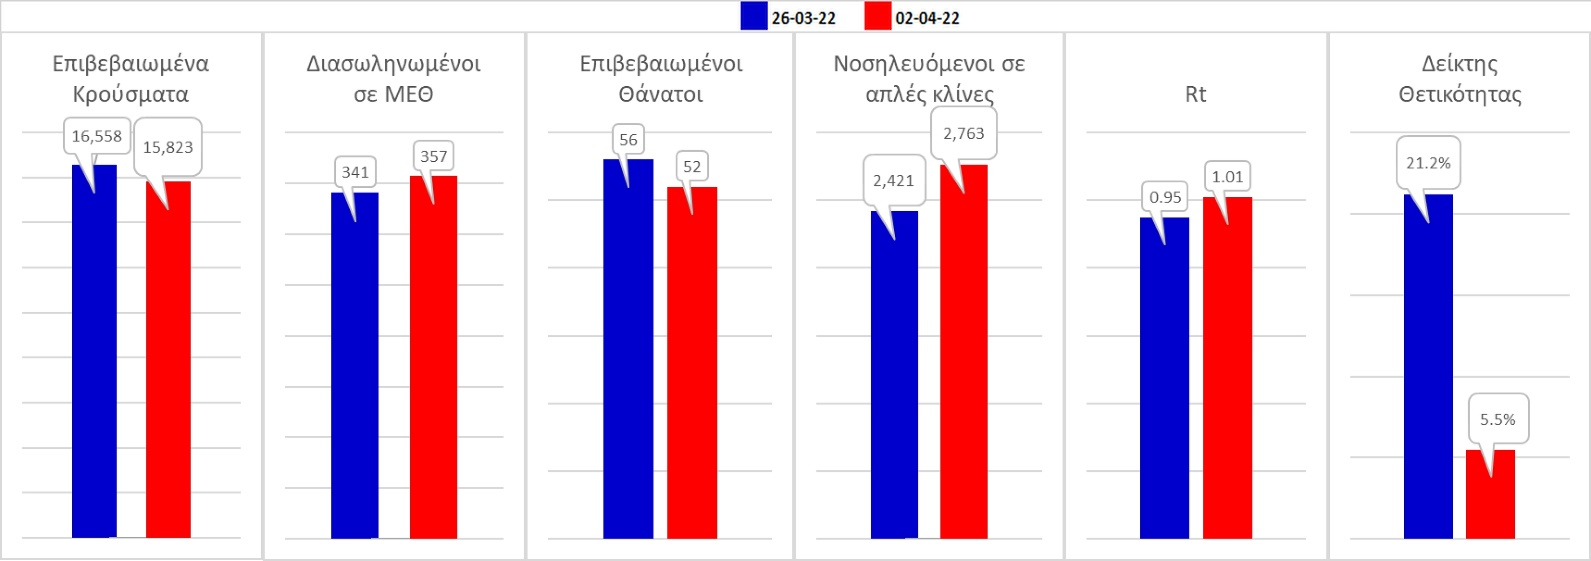 26-03-22 02-04-22
Επιβεβαιωμένα
Κρούσματα
16,558
15,823
Διασωληνωμένοι
σε ΜΕΘ
341
357
Επιβεβαιωμένοι
Θάνατοι
56
52
Νοσηλευόμενοι σε
απλές κλίνες
2,421
2,763
Rt
0.95
1.01
Δείκτης
Θετικότητας
21.2%
5.5%